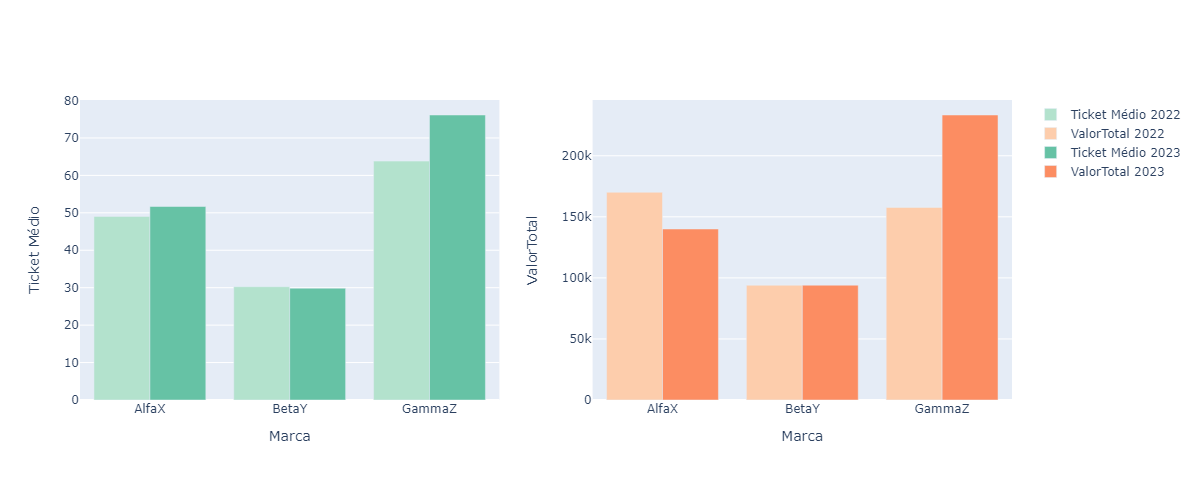 Ticket Médio
80
70
60
50
40
30
20
10
0
AlfaX
BetaY
GammaZ
Marca
ValorTotal
200k
150k
100k
50k
0
AlfaX
BetaY
GammaZ
Marca
Ticket Médio 2022
ValorTotal 2022
Ticket Médio 2023
ValorTotal 2023